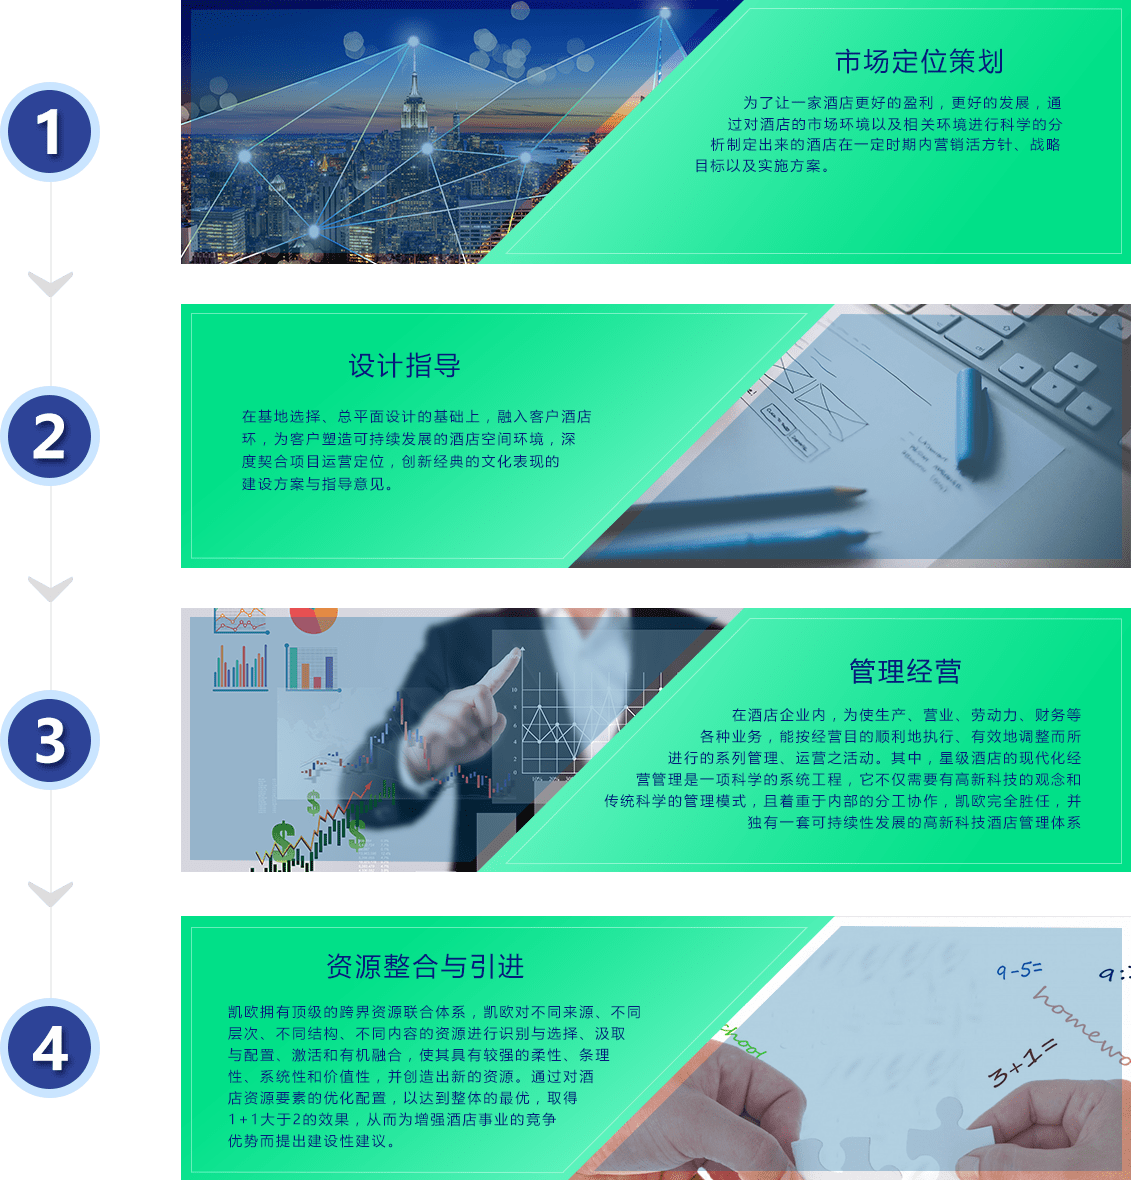 1
市场定位策划
为了让一家酒店更好的盈利，更好的发展，通
过对酒店的市场环境以及相关环境进行科学的分
析制定出来的酒店在一定时期内营销活方针、战略
目标以及实施方案。
2
设计指导
在基地选择、总平面设计的基础上，融入客户酒店
环，为客户塑造可持续发展的酒店空间环境，深
度契合项目运营定位，创新经典的文化表现的
建设方案与指导意见。
3
管理经营
在酒店企业内，为使生产、营业、劳动力、财务等
各种业务，能按经营目的顺利地执行、有效地调整而所
进行的系列管理、运营之活动。其中，星级酒店的现代化经
营管理是一项科学的系统工程，它不仅需要有高新科技的观念和
传统科学的管理模式，且着重于内部的分工协作，凯欧完全胜任，并
独有一套可持续性发展的高新科技酒店管理体系
10
8
6
4
2
0
10% 20%
$
$
$
4
资源整合与引进
凯欧拥有顶级的跨界资源联合体系，凯欧对不同来源、不同
层次、不同结构、不同内容的资源进行识别与选择、汲取
与配置、激活和有机融合，使其具有较强的柔性、条理
性、系统性和价值性，并创造出新的资源。通过对酒
店资源要素的优化配置，以达到整体的最优，取得
1+1大于2的效果，从而为增强酒店事业的竞争
优势而提出建设性建议。
9-5=
9:
homewo
chool
3+1=